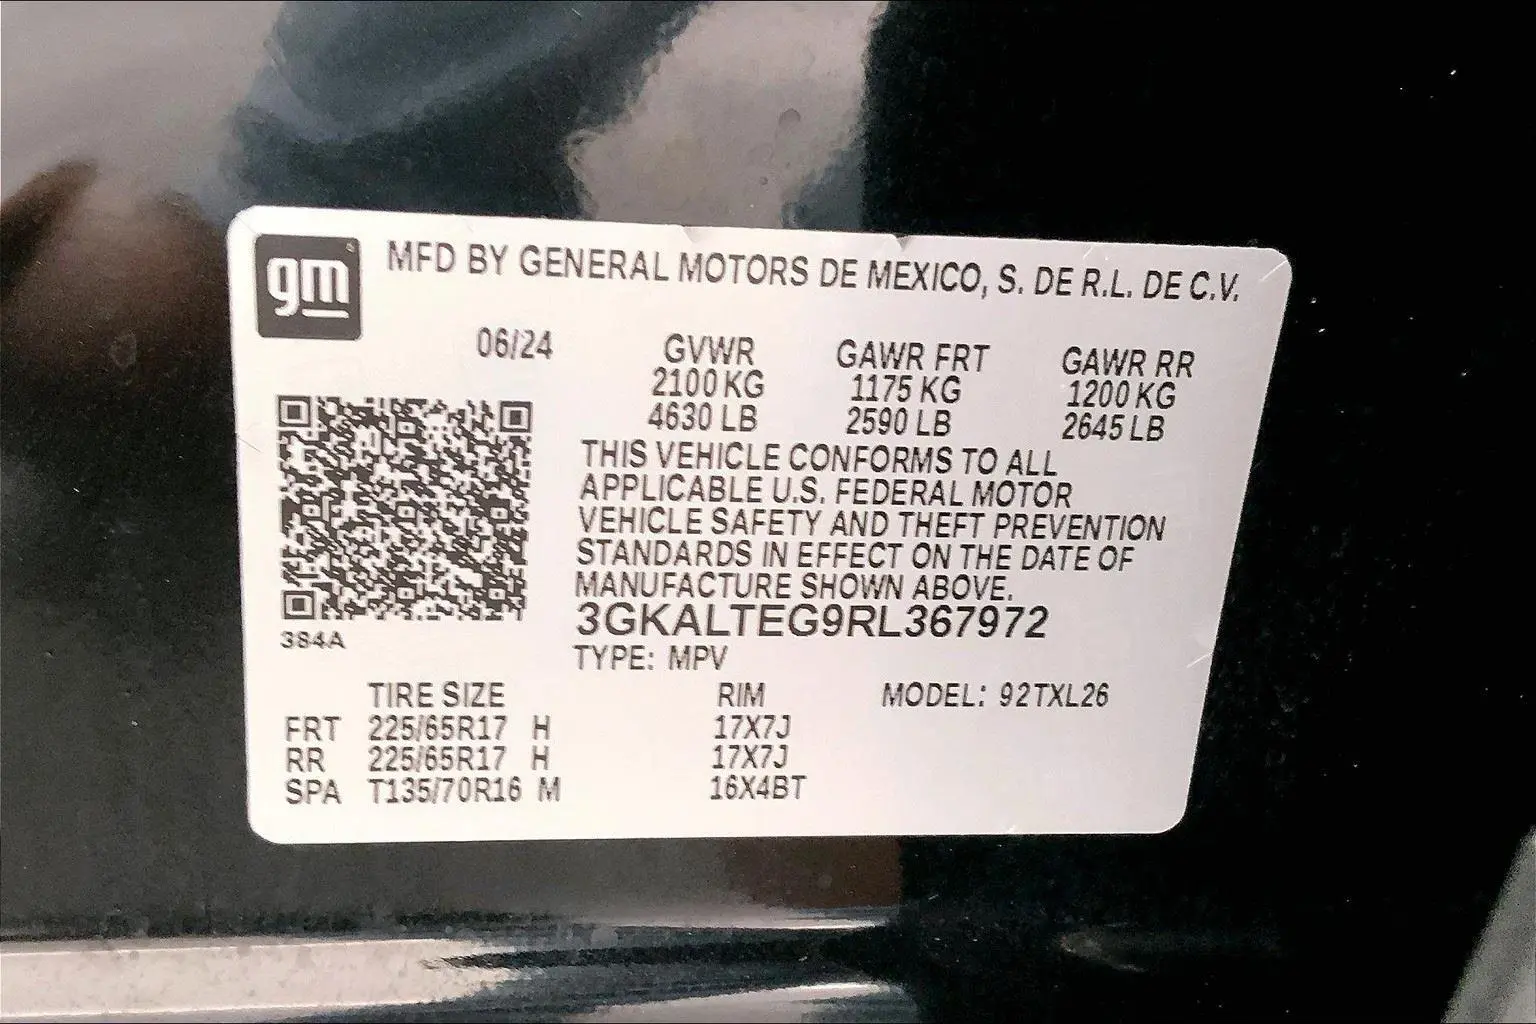 gm
MFD BY GENERAL MOTORS DE MEXICO, S. DE R.L. DE C.V.
06/24 GVWR GAWR FRT GAWR RR
2100 KG 1175 KG 1200 KG
4630 LB 2590 LB 2645 LB
THIS VEHICLE CONFORMS TO ALL
APPLICABLE U.S. FEDERAL MOTOR
VEHICLE SAFETY AND THEFT PREVENTION
STANDARDS IN EFFECT ON THE DATE OF
MANUFACTURE SHOWN ABOVE.
3GKALTEG9RL367972
384A
TYPE: MPV
TIRE SIZE RIM MODEL: 92TXL26
FRT 225/65R17 H 17X7J
RR 225/65R17 H 17X7J
SPA T135/70R16 M 16X4BT